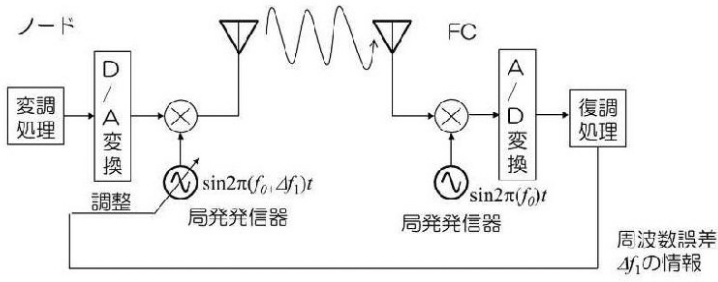 ノード
FC
変調
処理
D/A変換
A/D変換
復調
処理
sin2π(f₀₊Δf₁)t
sin2π(f₀)t
調整
局発発信器
局発発信器
周波数誤差
Δf₁の情報